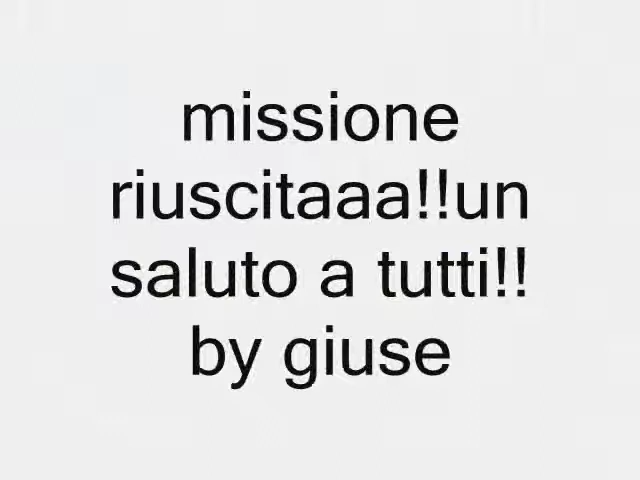 missione
riuscitaaa!!un
saluto a tutti!!
by giuse